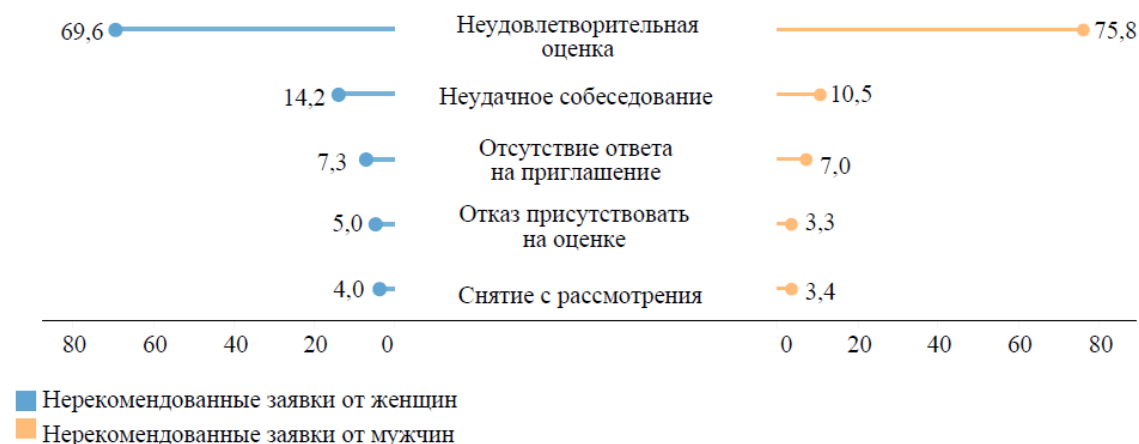 69,6
Неудовлетворительная
оценка
75,8
14,2
Неудачное собеседование
10,5
7,3
Отсутствие ответа
на приглашение
7,0
5,0
Отказ присутствовать
на оценке
3,3
4,0
Снятие с рассмотрения
3,4
80 60 40 20 0 0 20 40 60 80
Нерекомендованные заявки от женщин
Нерекомендованные заявки от мужчин